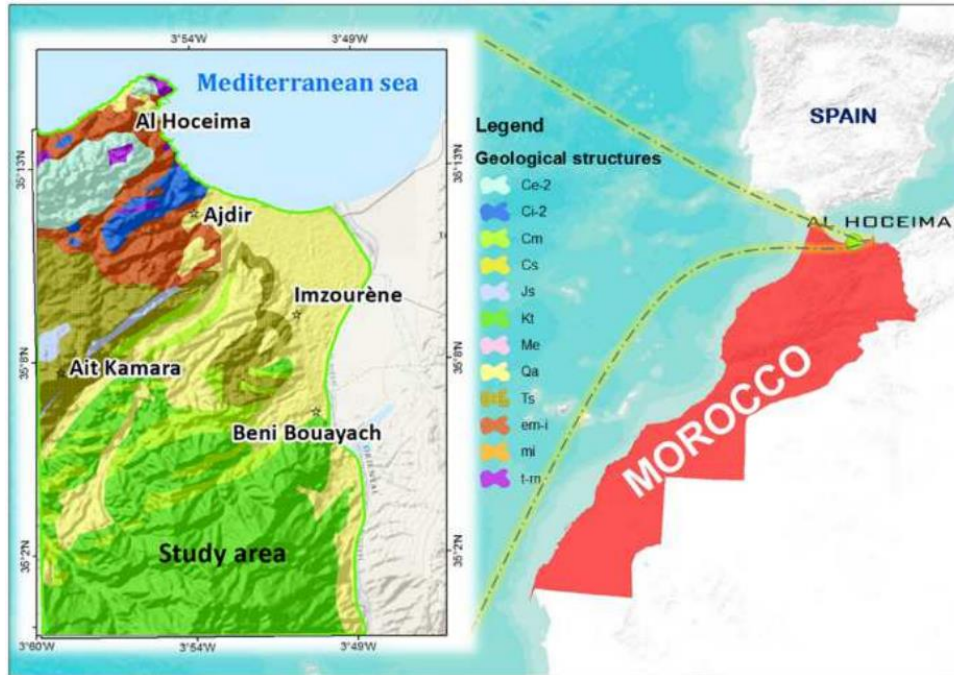 3°54'W
3°49'W
Mediterranean sea
Al Hoceima
35°13'N
35°13'N
Ajdir
Imzourène
35°8'N
35°8'N
Ait Kamara
Beni Bouayach
ORIENTAL
35°2'N
35°2'N
Study area
3°60'W
3°54'W
3°49'W
Legend
Geological structures
Ce-2
Ci-2
Cm
Cs
Js
Kt
Me
Qa
Ts
em-i
mi
t-m
SPAIN
AL HOCEIMA
MOROCCO